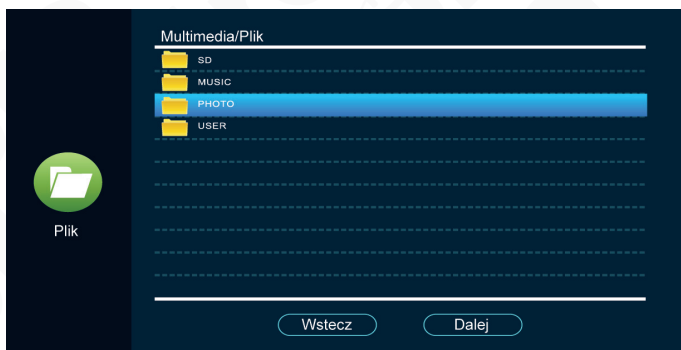 Multimedia/Plik
SD
MUSIC
PHOTO
USER
Plik
Wstecz Dalej